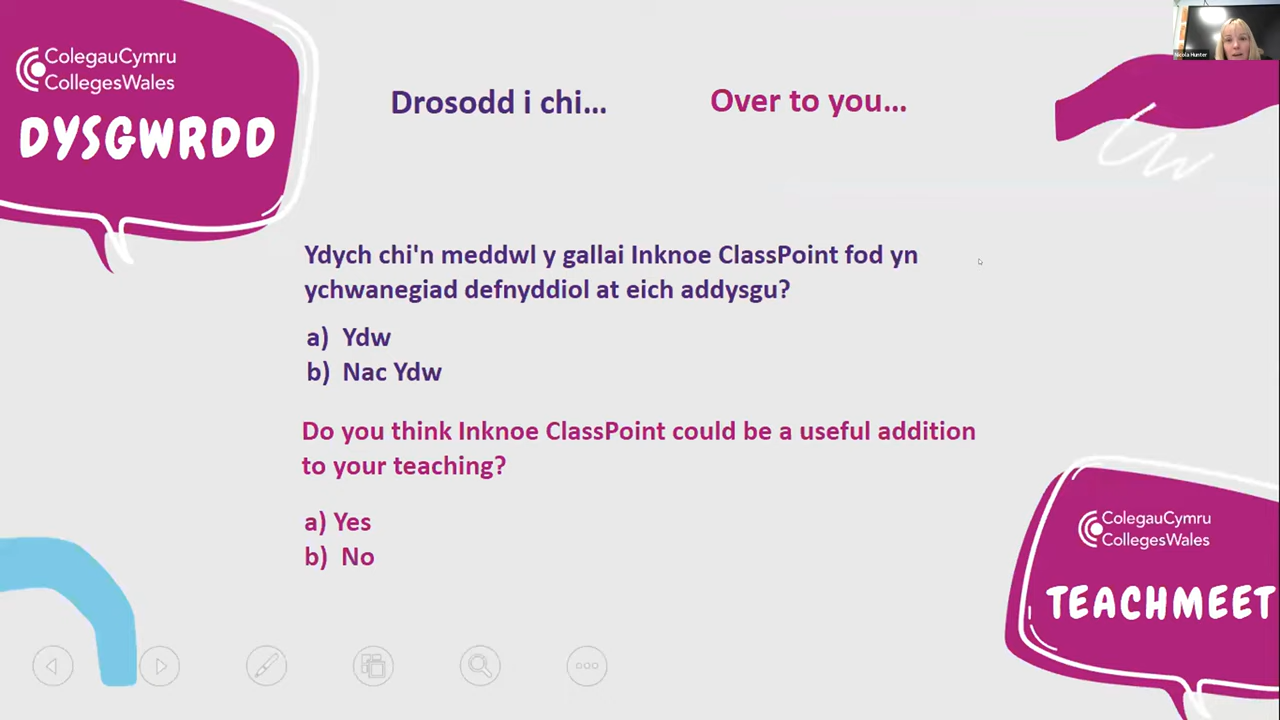 ColegauCymru
CollegesWales
DYSGWRDD
Drosodd i chi...
Over to you...
Nicola Hunter
Ydych chi'n meddwl y gallai Inknoe ClassPoint fod yn
ychwanegiad defnyddiol at eich addysgu?
a) Ydw
b) Nac Ydw
Do you think Inknoe ClassPoint could be a useful addition
to your teaching?
a) Yes
b) No
ColegauCymru
CollegesWales
TEACHMEET